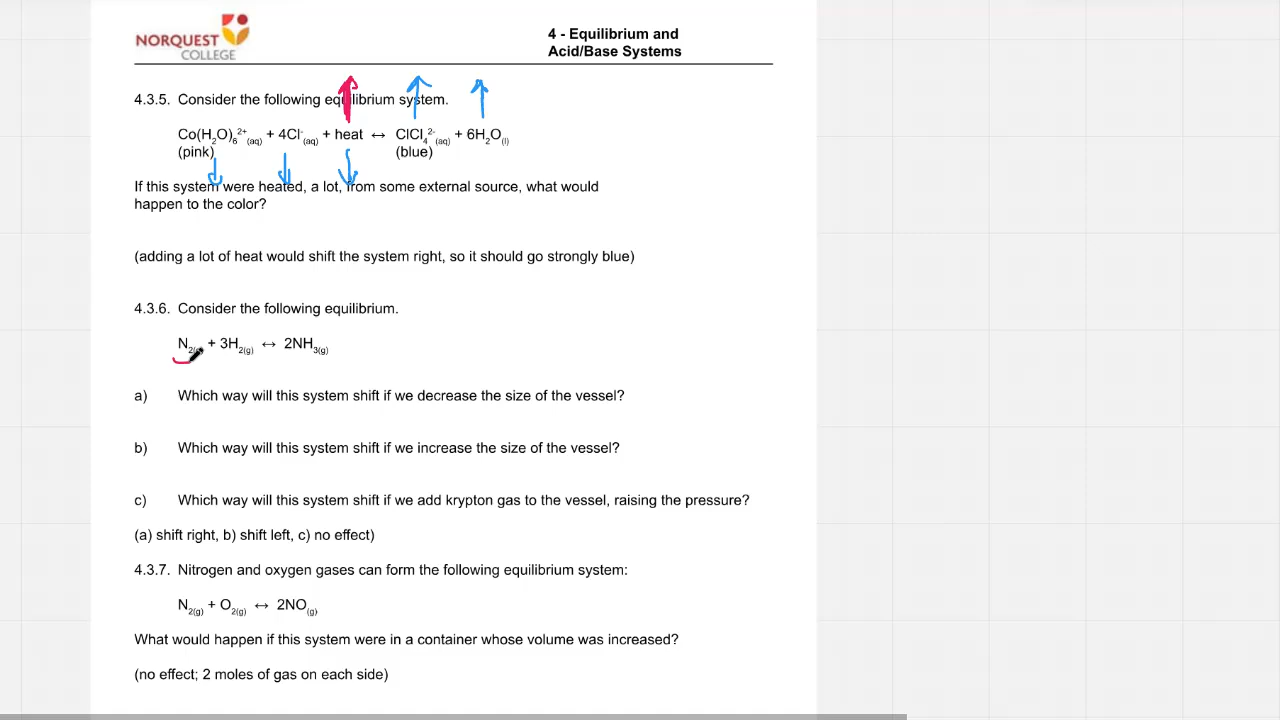 NORQUEST
COLLEGE
4 - Equilibrium and
Acid/Base Systems
4.3.5. Consider the following equilibrium system.
Co(H₂O)₆²⁺(aq) + 4Cl⁻(aq) + heat ↔ ClCl₄²⁻(aq) + 6H₂O(l)
(pink) (blue)
If this system were heated, a lot, from some external source, what would
happen to the color?
(adding a lot of heat would shift the system right, so it should go strongly blue)
4.3.6. Consider the following equilibrium.
N₂(g) + 3H₂(g) ↔ 2NH₃(g)
a) Which way will this system shift if we decrease the size of the vessel?
b) Which way will this system shift if we increase the size of the vessel?
c) Which way will this system shift if we add krypton gas to the vessel, raising the pressure?
(a) shift right, b) shift left, c) no effect)
4.3.7. Nitrogen and oxygen gases can form the following equilibrium system:
N₂(g) + O₂(g) ↔ 2NO(g)
What would happen if this system were in a container whose volume was increased?
(no effect; 2 moles of gas on each side)